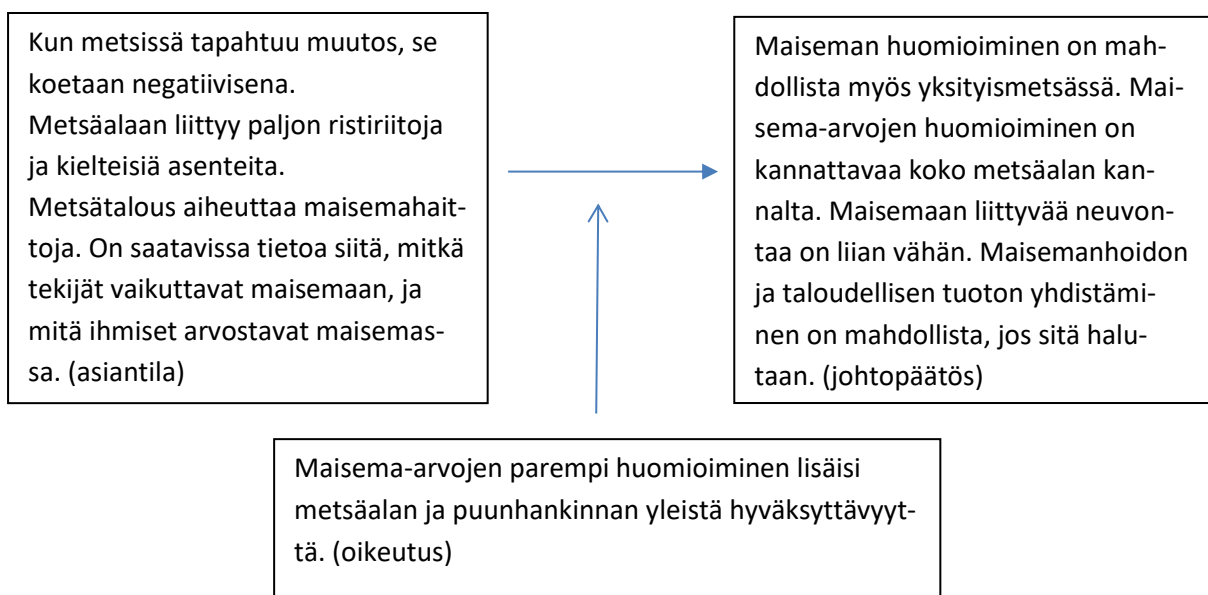 Kun metsissä tapahtuu muutos, se
koetaan negatiivisena.
Metsäalaan liittyy paljon ristiriitoja
ja kielteisiä asenteita.
Metsätalous aiheuttaa maisemahait-
toja. On saatavissa tietoa siitä, mitkä
tekijät vaikuttavat maisemaan, ja
mitä ihmiset arvostavat maisemas-
sa. (asiantila)
Maiseman huomioiminen on mah-
dollista myös yksityismetsässä. Mai-
sema-arvojen huomioiminen on
kannattavaa koko metsäalan kan-
nalta. Maisemaan liittyvää neuvon-
taa on liian vähän. Maisemanhoidon
ja taloudellisen tuoton yhdistämi-
nen on mahdollista, jos sitä halu-
taan. (johtopäätös)
Maisema-arvojen parempi huomioiminen lisäisi
metsäalan ja puunhankinnan yleistä hyväksyttävyyt-
tä. (oikeutus)